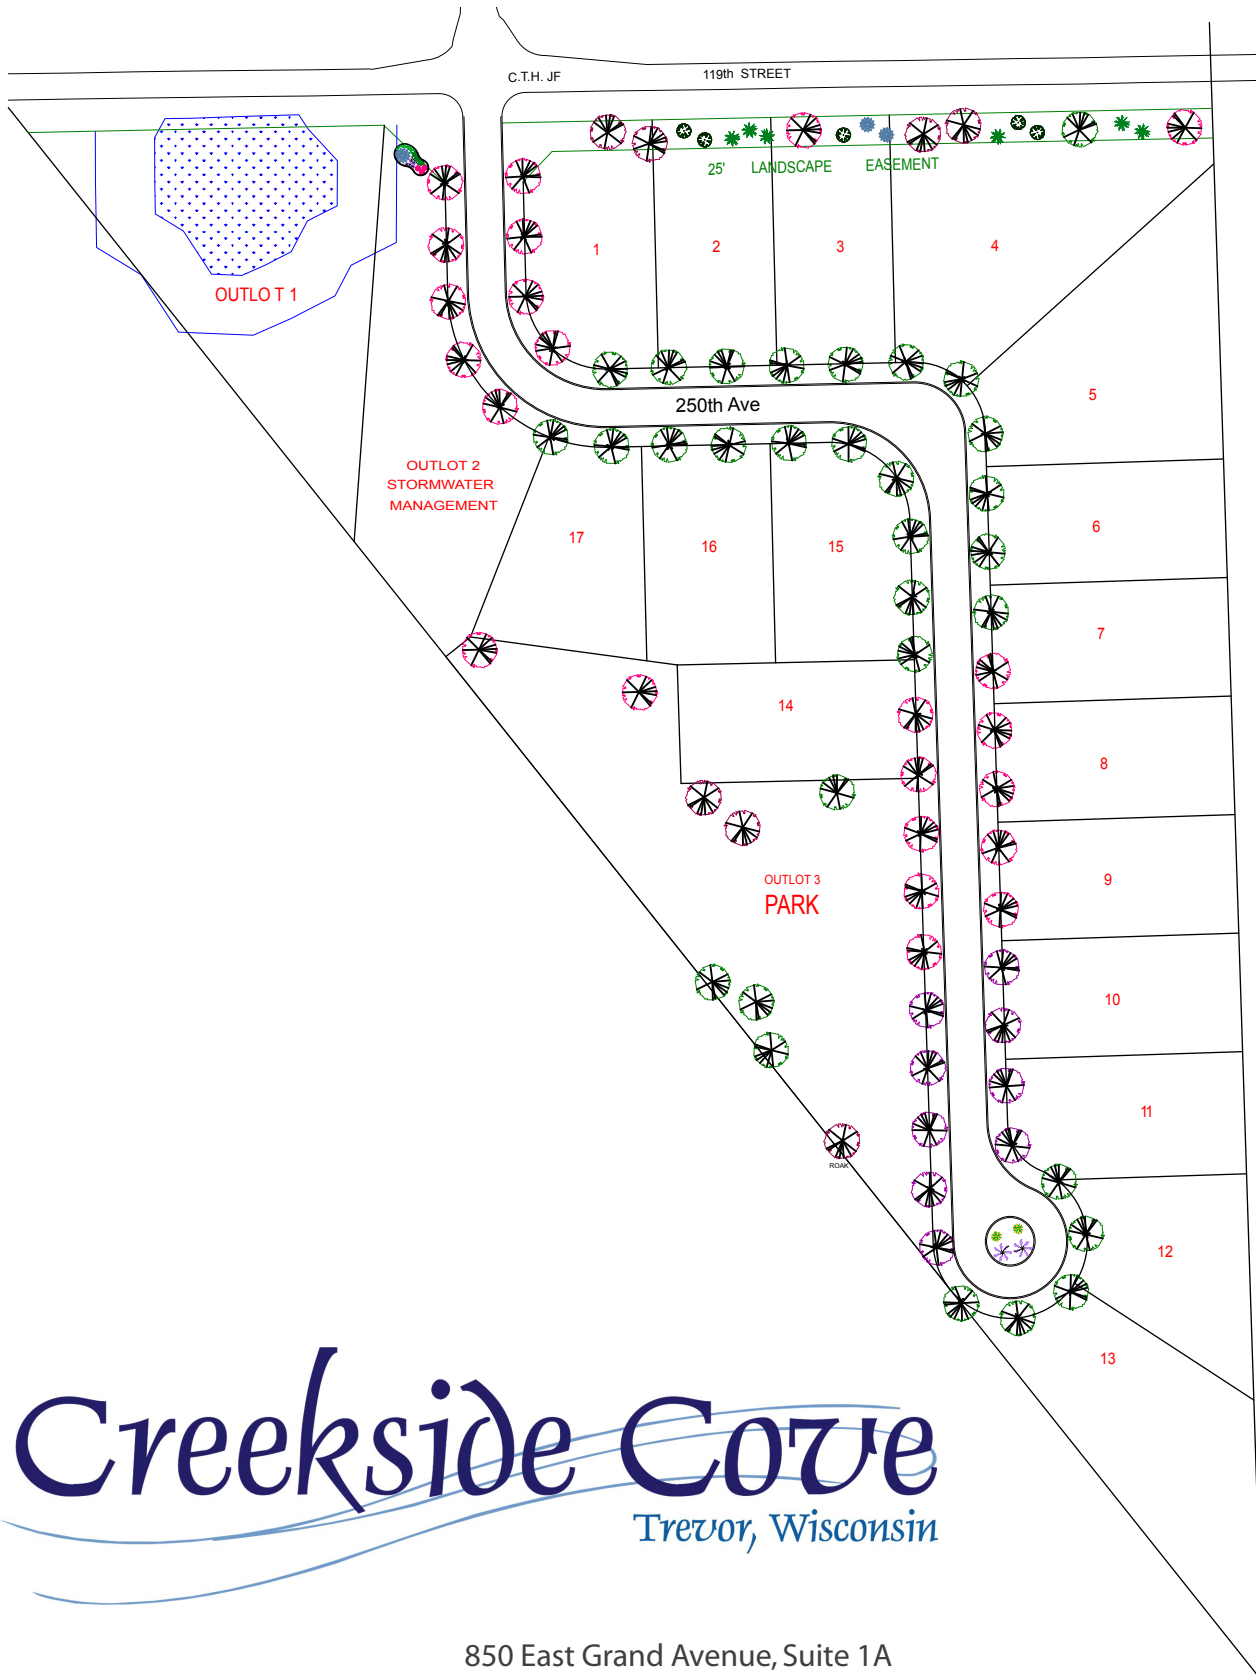 C.T.H. JF
119th STREET
25' LANDSCAPE EASEMENT
1
2
3
4
OUTLO T 1
5
250th Ave
OUTLOT 2
STORMWATER
MANAGEMENT
17
16
15
6
7
14
8
OUTLOT 3
PARK
9
10
11
ROAK
12
13
Creekside Cove
Trevor, Wisconsin
850 East Grand Avenue, Suite 1A